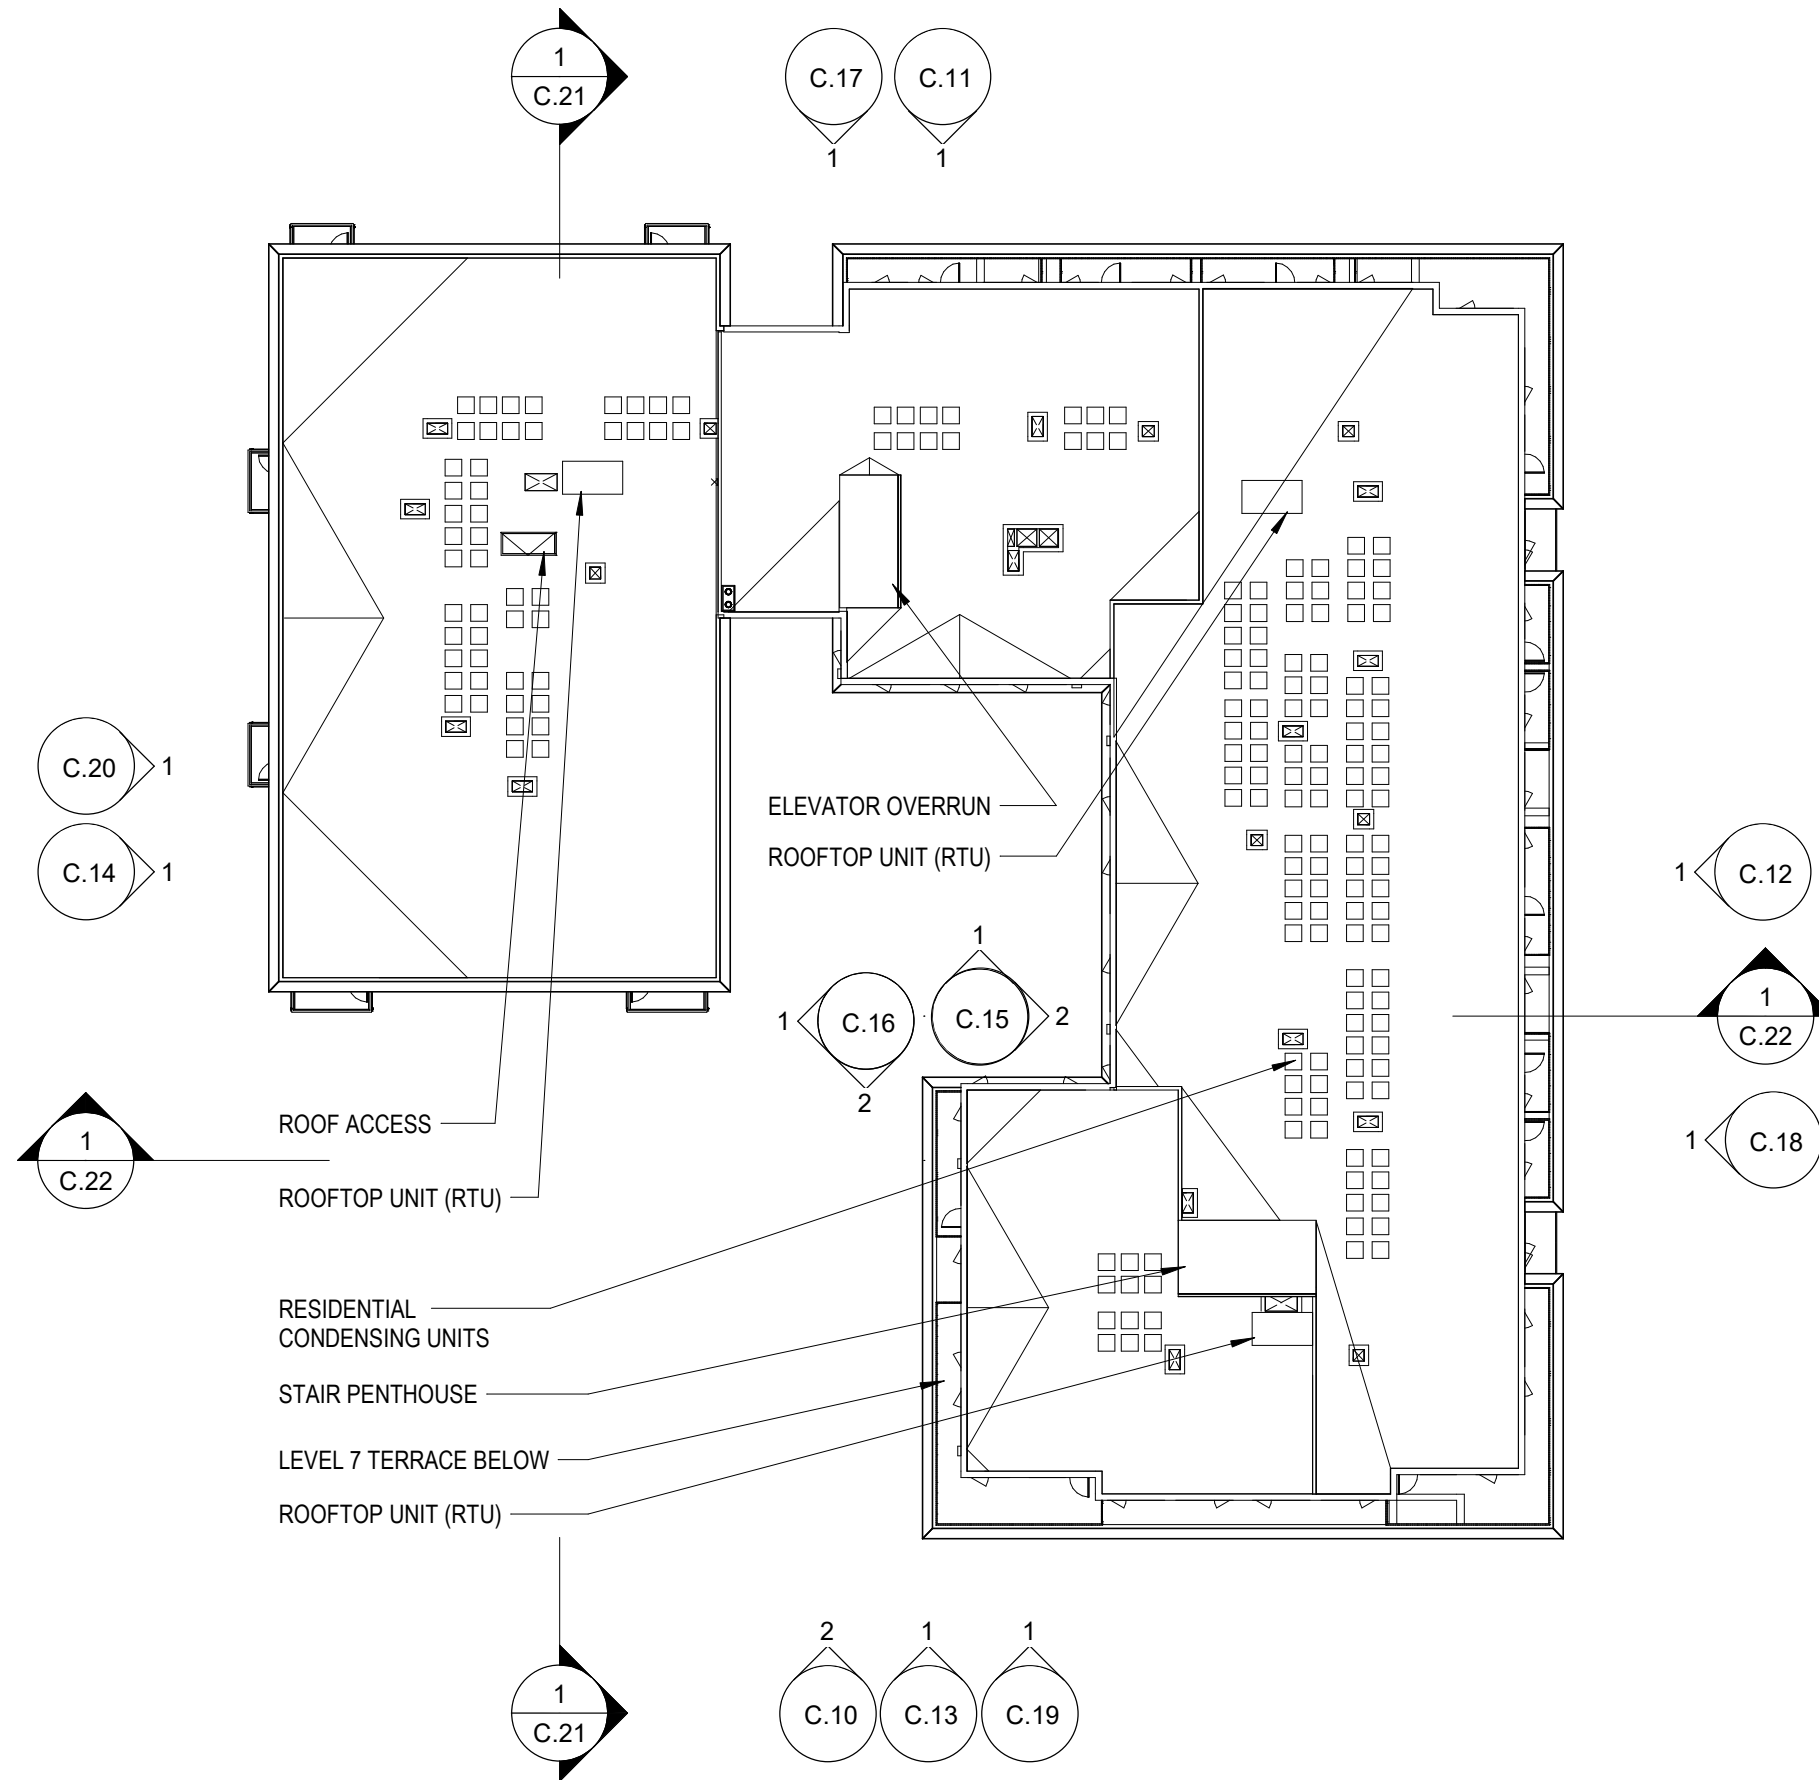 1
C.21
C.17
1
C.11
1
C.20
1
C.14
1
ELEVATOR OVERRUN
ROOFTOP UNIT (RTU)
1
C.12
1
C.16
2
1
C.15
2
1
C.22
ROOF ACCESS
1
C.22
1
C.18
ROOFTOP UNIT (RTU)
RESIDENTIAL
CONDENSING UNITS
STAIR PENTHOUSE
LEVEL 7 TERRACE BELOW
ROOFTOP UNIT (RTU)
2
C.10
1
C.13
1
C.19
1
C.21